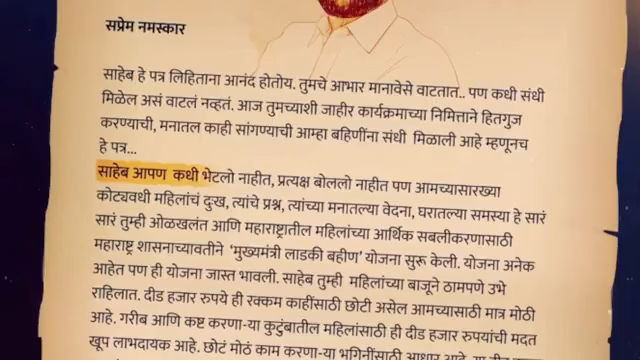 सप्रेम नमस्कार
साहेब हे पत्र लिहिताना आनंद होतोय. तुमचे आभार मानावेसे वाटतात.. पण कधी संधी
मिळेल असं वाटलं नव्हतं. आज तुमच्याशी जाहीर कार्यक्रमाच्या निमित्ताने हितगुज
करण्याची, मनातल काही सांगण्याची आम्हा बहिणींना संधी मिळाली आहे म्हणूनच
हे पत्र...
साहेब आपण कधी भेटलो नाहीत, प्रत्यक्ष बोललो नाहीत पण आमच्यासारख्या
कोट्यवधी महिलांचं दुःख, त्यांचे प्रश्न, त्यांच्या मनातल्या वेदना, घरातल्या समस्या हे सारं
सारं तुम्ही ओळखलंत आणि महाराष्ट्रातील महिलांच्या आर्थिक सबलीकरणासाठी
महाराष्ट्र शासनाच्यावतीने ‘मुख्यमंत्री लाडकी बहीण’ योजना सुरू केली. योजना अनेक
आहेत पण ही योजना जास्त भावली. साहेब तुम्ही महिलांच्या बाजूने ठामपणे उभे
राहिलात. दीड हजार रुपये ही रक्कम काहींसाठी छोटी असेल आमच्यासाठी मात्र मोठी
आहे. गरीब आणि कष्ट करणा-या कुटुंबातील महिलांसाठी ही दीड हजार रुपयांची मदत
खूप लाभदायक आहे. छोटं मोठं काम करणा-या भगिनींसाठी आधार आहे.